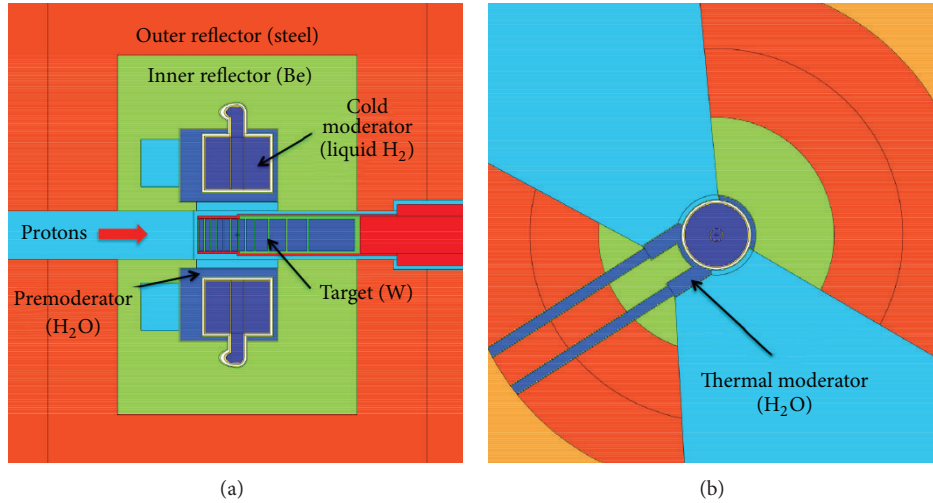 Outer reflector (steel)
Inner reflector (Be)
Cold
moderator
(liquid H₂)
Protons
Premoderator
(H₂O)
Target (W)
Thermal moderator
(H₂O)
(a)
(b)